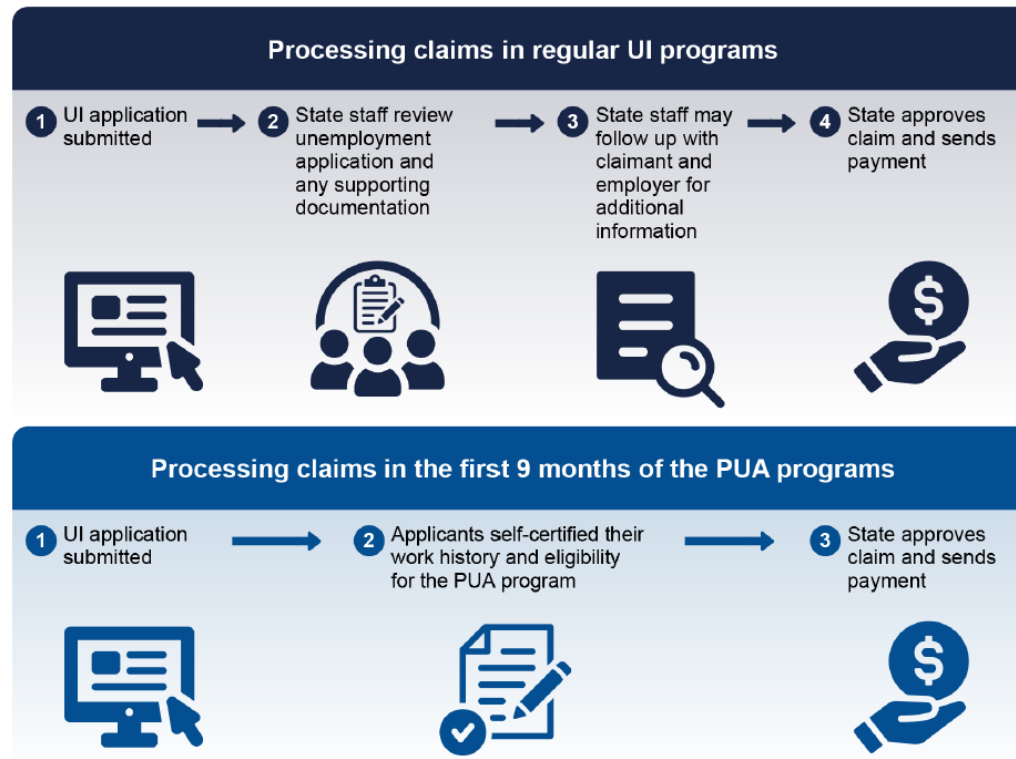 Processing claims in regular UI programs
1 UI application
submitted
2 State staff review
unemployment
application and
any supporting
documentation
3 State staff may
follow up with
claimant and
employer for
additional
information
4 State approves
claim and sends
payment
$
Processing claims in the first 9 months of the PUA programs
1 UI application
submitted
2 Applicants self-certified their
work history and eligibility
for the PUA program
3 State approves
claim and sends
payment
$